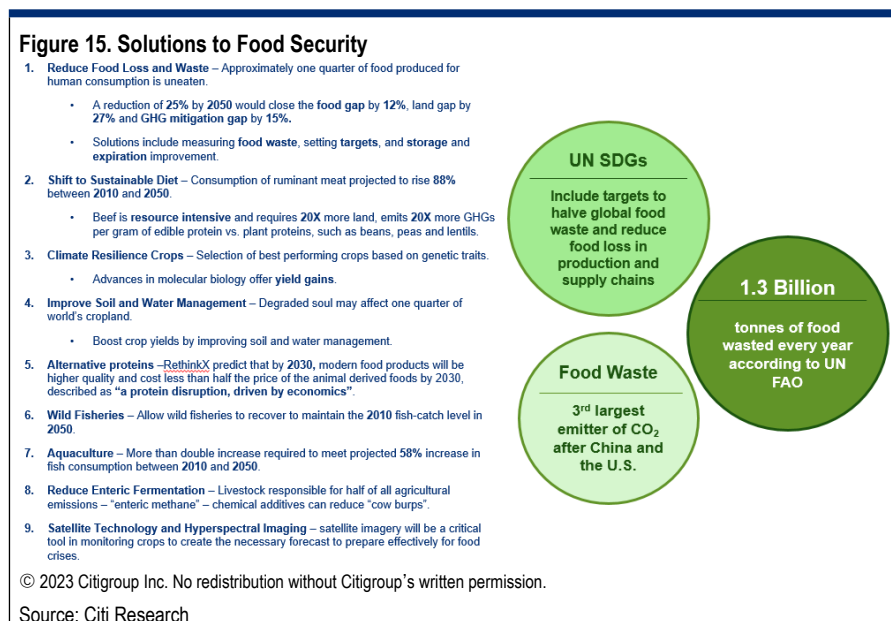 Figure 15. Solutions to Food Security
1. Reduce Food Loss and Waste – Approximately one quarter of food produced for
human consumption is uneaten.
• A reduction of 25% by 2050 would close the food gap by 12%, land gap by
27% and GHG mitigation gap by 15%.
• Solutions include measuring food waste, setting targets, and storage and
expiration improvement.
2. Shift to Sustainable Diet – Consumption of ruminant meat projected to rise 88%
between 2010 and 2050.
• Beef is resource intensive and requires 20X more land, emits 20X more GHGs
per gram of edible protein vs. plant proteins, such as beans, peas and lentils.
3. Climate Resilience Crops – Selection of best performing crops based on genetic traits.
• Advances in molecular biology offer yield gains.
4. Improve Soil and Water Management – Degraded soul may affect one quarter of
world's cropland.
• Boost crop yields by improving soil and water management.
5. Alternative proteins –RethinkX predict that by 2030, modern food products will be
higher quality and cost less than half the price of the animal derived foods by 2030,
described as “a protein disruption, driven by economics”.
6. Wild Fisheries – Allow wild fisheries to recover to maintain the 2010 fish-catch level in
2050.
7. Aquaculture – More than double increase required to meet projected 58% increase in
fish consumption between 2010 and 2050.
8. Reduce Enteric Fermentation – Livestock responsible for half of all agricultural
emissions – “enteric methane” – chemical additives can reduce “cow burps”.
9. Satellite Technology and Hyperspectral Imaging – satellite imagery will be a critical
tool in monitoring crops to create the necessary forecast to prepare effectively for food
crises.
UN SDGs
Include targets to
halve global food
waste and reduce
food loss in
production and
supply chains
1.3 Billion
tonnes of food
wasted every year
according to UN
FAO
Food Waste
3rd largest
emitter of CO₂
after China and
the U.S.
© 2023 Citigroup Inc. No redistribution without Citigroup's written permission.
Source: Citi Research